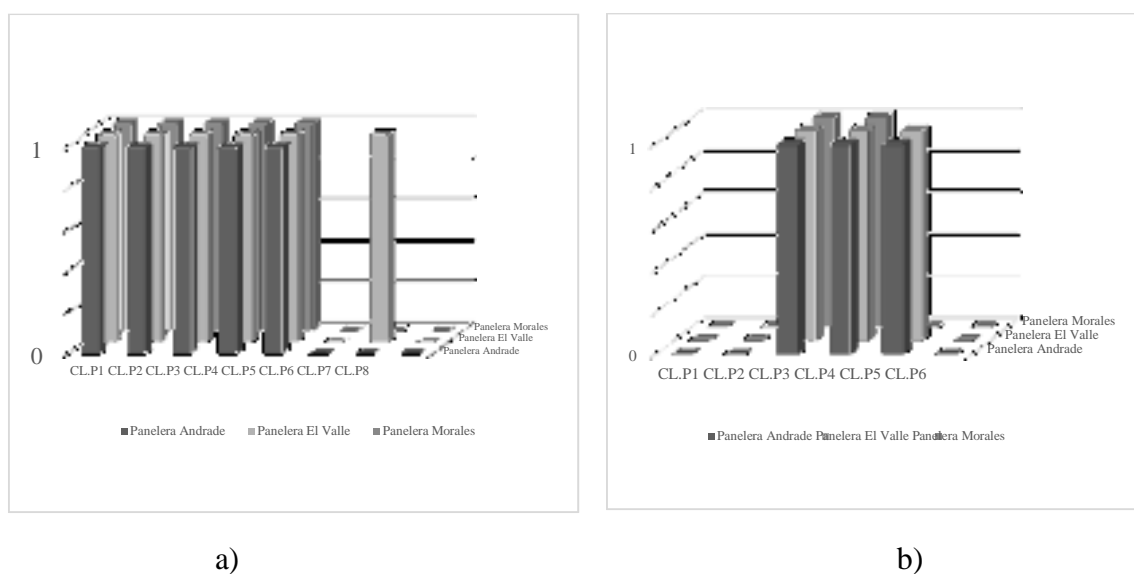 1
0
Panelera Morales
Panelera El Valle
Panelera Andrade
CL.P1 CL.P2 CL.P3 CL.P4 CL.P5 CL.P6 CL.P7 CL.P8
Panelera Andrade Panelera El Valle Panelera Morales
a)
1
0
Panelera Morales
Panelera El Valle
Panelera Andrade
CL.P1 CL.P2 CL.P3 CL.P4 CL.P5 CL.P6
Panelera Andrade Panelera El Valle Panelera Morales
b)